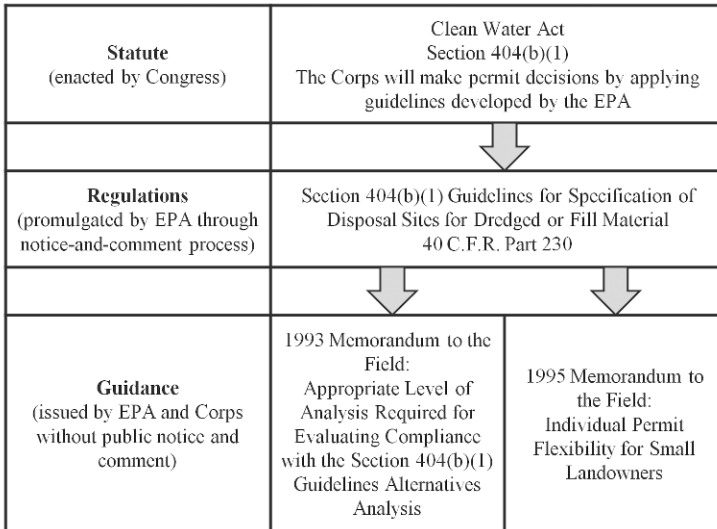 Statute
(enacted by Congress)
Clean Water Act
Section 404(b)(1)
The Corps will make permit decisions by applying
guidelines developed by the EPA
Regulations
(promulgated by EPA through
notice-and-comment process)
Section 404(b)(1) Guidelines for Specification of
Disposal Sites for Dredged or Fill Material
40 C.F.R. Part 230
Guidance
(issued by EPA and Corps
without public notice and
comment)
1993 Memorandum to the
Field:
Appropriate Level of
Analysis Required for
Evaluating Compliance
with the Section 404(b)(1)
Guidelines Alternatives
Analysis
1995 Memorandum to
the Field:
Individual Permit
Flexibility for Small
Landowners